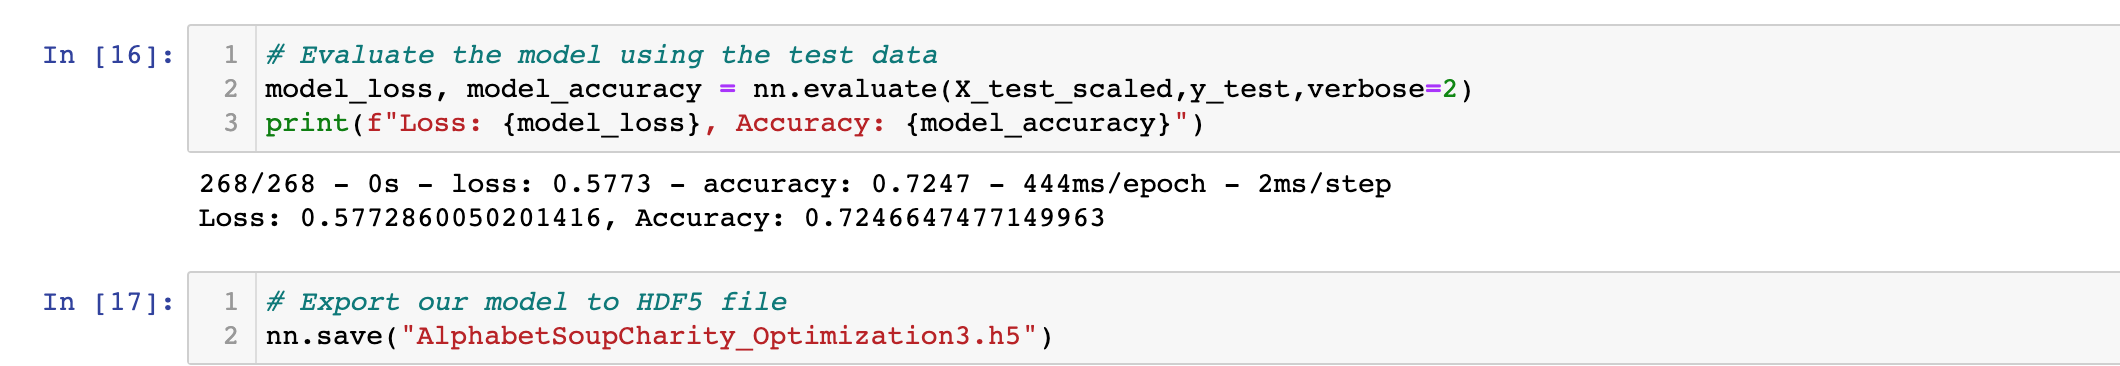 In [16]:
1 # Evaluate the model using the test data
2 model_loss, model_accuracy = nn.evaluate(X_test_scaled,y_test,verbose=2)
3 print(f"Loss: {model_loss}, Accuracy: {model_accuracy}")
268/268 - 0s - loss: 0.5773 - accuracy: 0.7247 - 444ms/epoch - 2ms/step
Loss: 0.5772860050201416, Accuracy: 0.7246647477149963
In [17]:
1 # Export our model to HDF5 file
2 nn.save("AlphabetSoupCharity_Optimization3.h5")